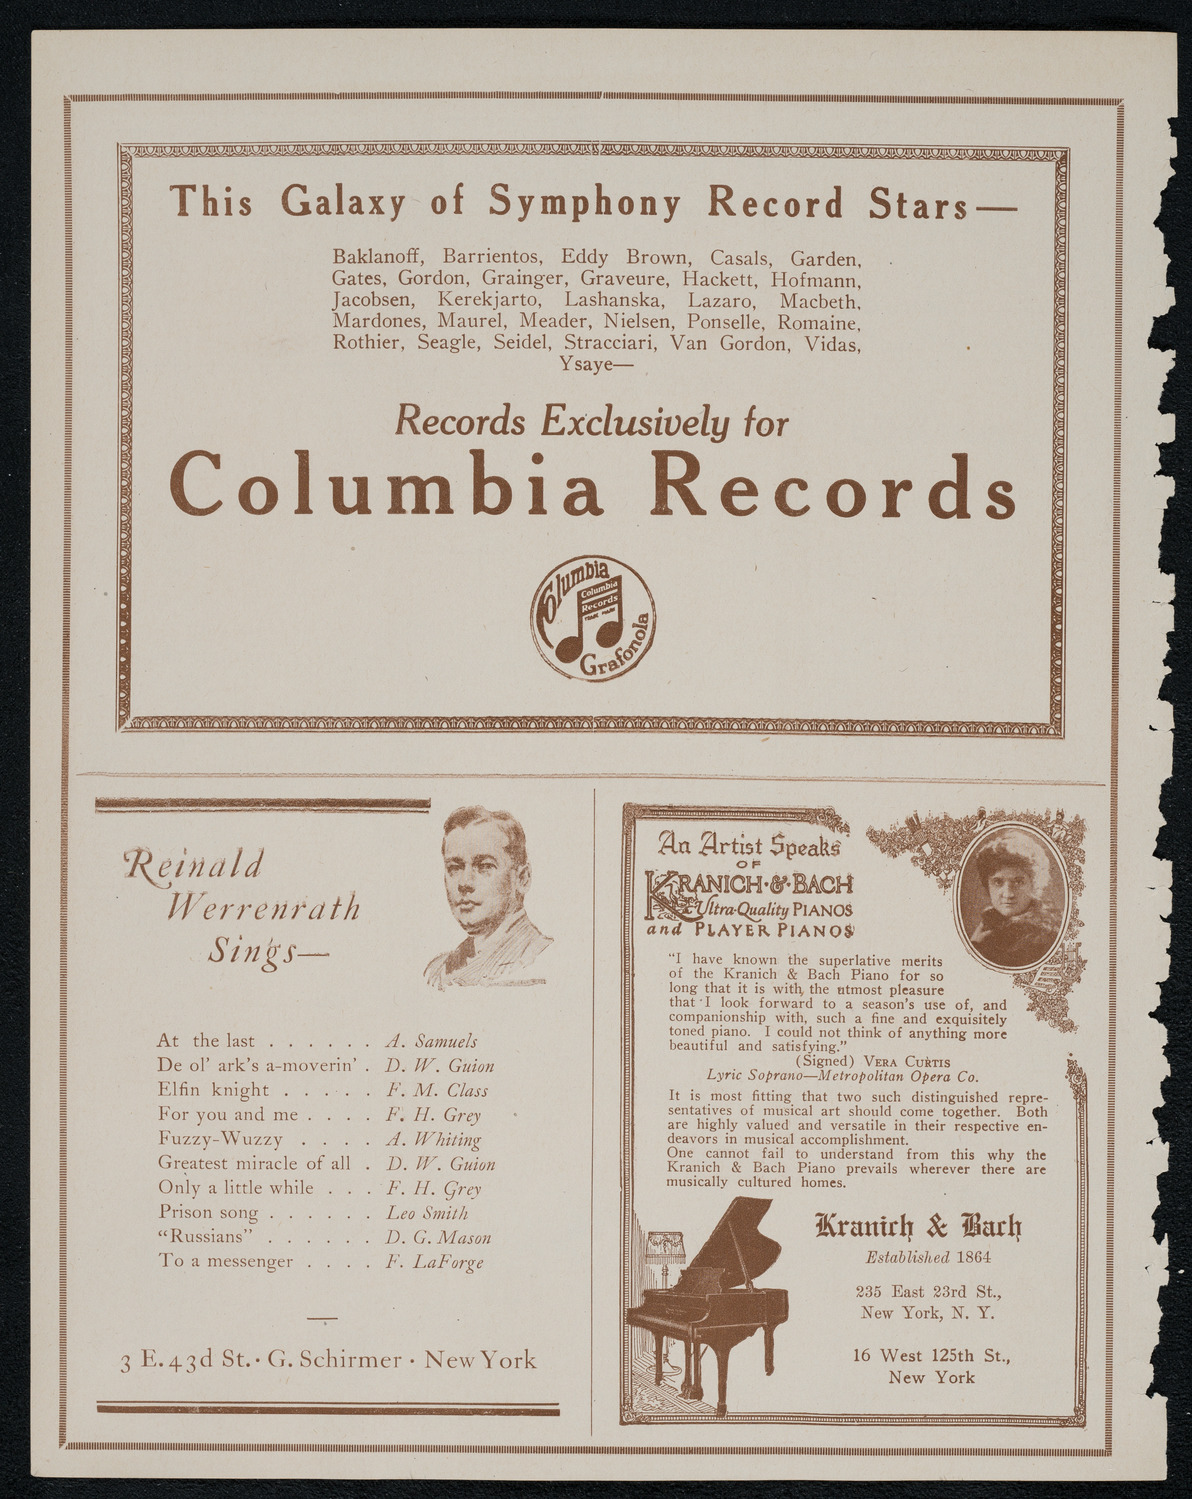 This Galaxy of Symphony Record Stars—
Baklanoff, Barrientos, Eddy Brown, Casals, Garden,
Gates, Gordon, Grainger, Graveure, Hackett, Hofmann,
Jacobsen, Kerekjarto, Lashanska, Lazaro, Macbeth,
Mardones, Maurel, Meader, Nielsen, Ponselle, Romaine,
Rothier, Seagle, Seidel, Stracciari, Van Gordon, Vidas,
Ysaye—
Records Exclusively for
Columbia Records
Columbia
Columbia
Records
TRADE MARK
Grafonola
Reinald
Werrenrath
Sings—
At the last . . . . . . A. Samuels
De ol' ark's a-moverin' . D. W. Guion
Elfin knight . . . . . F. M. Class
For you and me . . . . F. H. Grey
Fuzzy-Wuzzy . . . . A. Whiting
Greatest miracle of all . D. W. Guion
Only a little while . . . F. H. Grey
Prison song . . . . . . Leo Smith
"Russians" . . . . . . D. G. Mason
To a messenger . . . . F. LaForge
3 E. 43d St. · G. Schirmer · New York
An Artist Speaks
OF
KRANICH·&·BACH
Ultra-Quality PIANOS
and PLAYER PIANOS
"I have known the superlative merits
of the Kranich & Bach Piano for so
long that it is with the utmost pleasure
that I look forward to a season's use of, and
companionship with, such a fine and exquisitely
toned piano. I could not think of anything more
beautiful and satisfying."
(Signed) VERA CURTIS
Lyric Soprano—Metropolitan Opera Co.
It is most fitting that two such distinguished repre-
sentatives of musical art should come together. Both
are highly valued and versatile in their respective en-
deavors in musical accomplishment.
One cannot fail to understand from this why the
Kranich & Bach Piano prevails wherever there are
musically cultured homes.
Kranich & Bach
Established 1864
235 East 23rd St.,
New York, N. Y.
16 West 125th St.,
New York